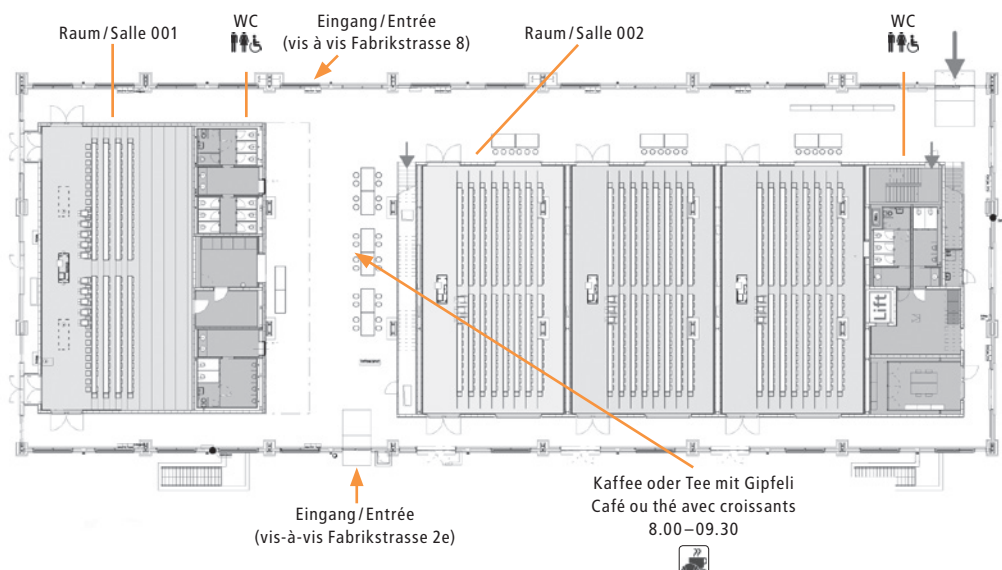 Raum/Salle 001
WC
Eingang/Entrée
(vis à vis Fabrikstrasse 8)
Raum/Salle 002
WC
Lift
Eingang/Entrée
(vis-à-vis Fabrikstrasse 2e)
Kaffee oder Tee mit Gipfeli
Café ou thé avec croissants
8.00–09.30